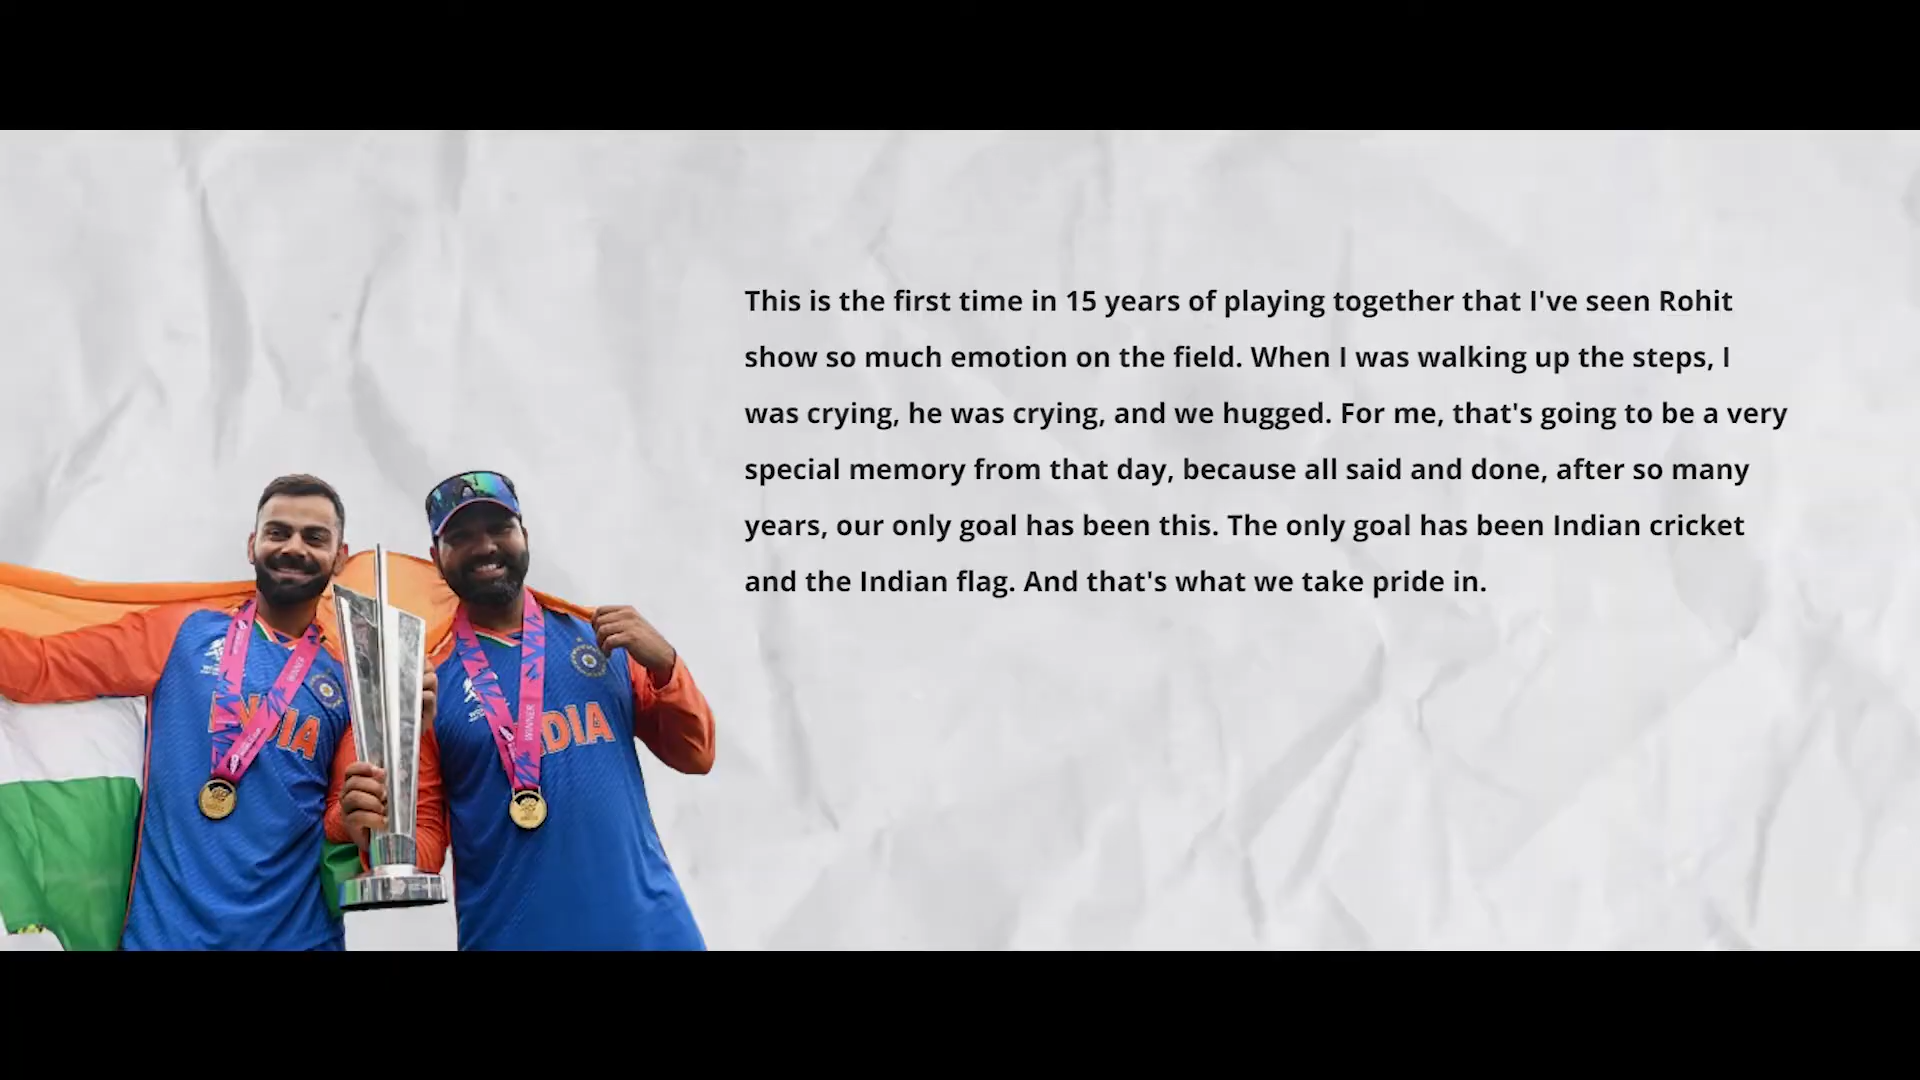 This is the first time in 15 years of playing together that I've seen Rohit
show so much emotion on the field. When I was walking up the steps, I
was crying, he was crying, and we hugged. For me, that's going to be a very
special memory from that day, because all said and done, after so many
years, our only goal has been this. The only goal has been Indian cricket
and the Indian flag. And that's what we take pride in.
WINNER
WINNER
DIA